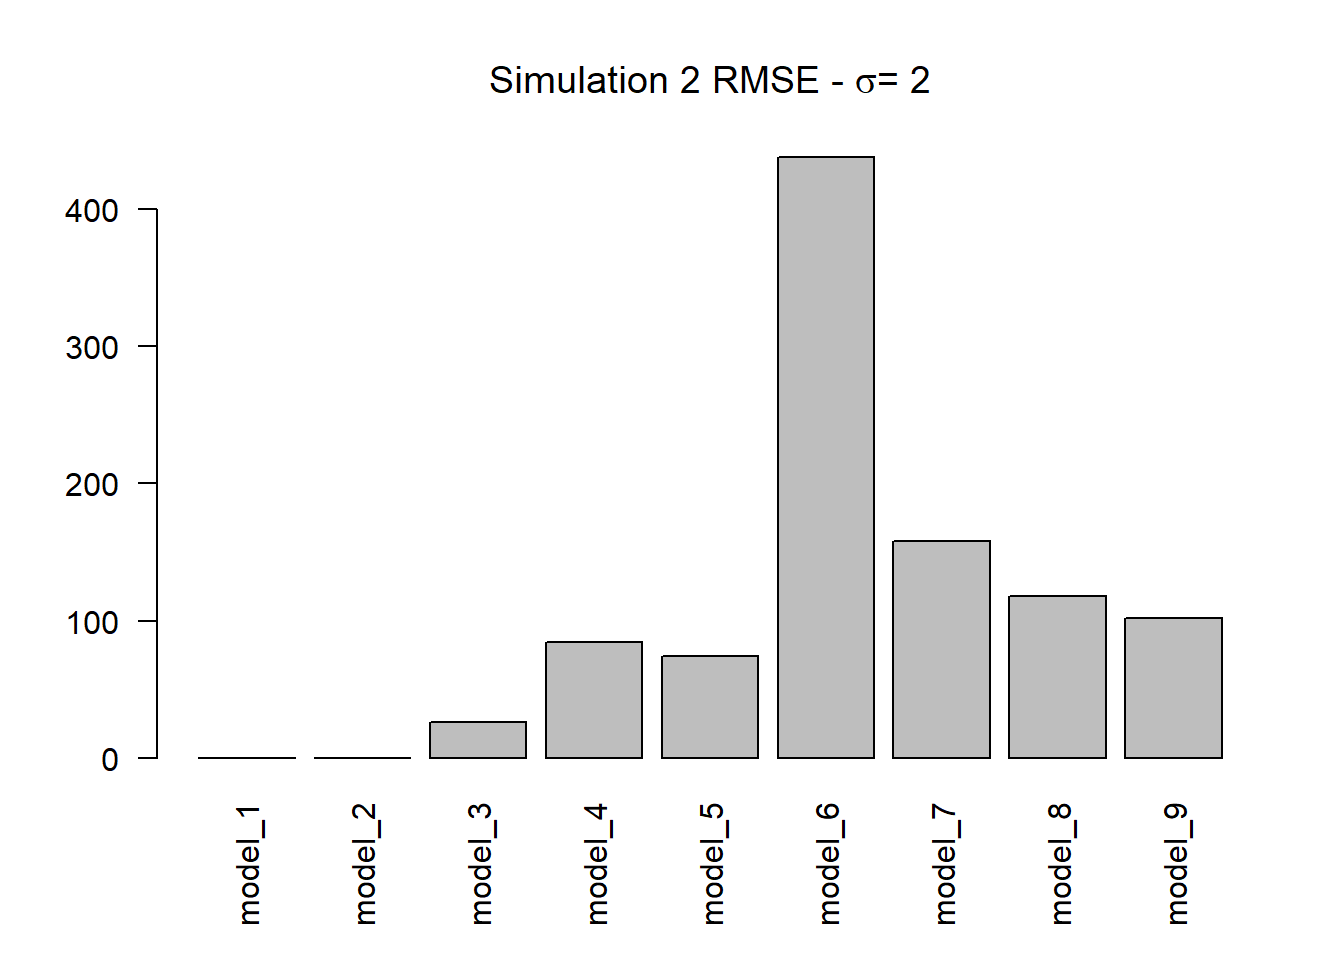 Simulation 2 RMSE - σ= 2
400
300
200
100
0
model_1
model_2
model_3
model_4
model_5
model_6
model_7
model_8
model_9